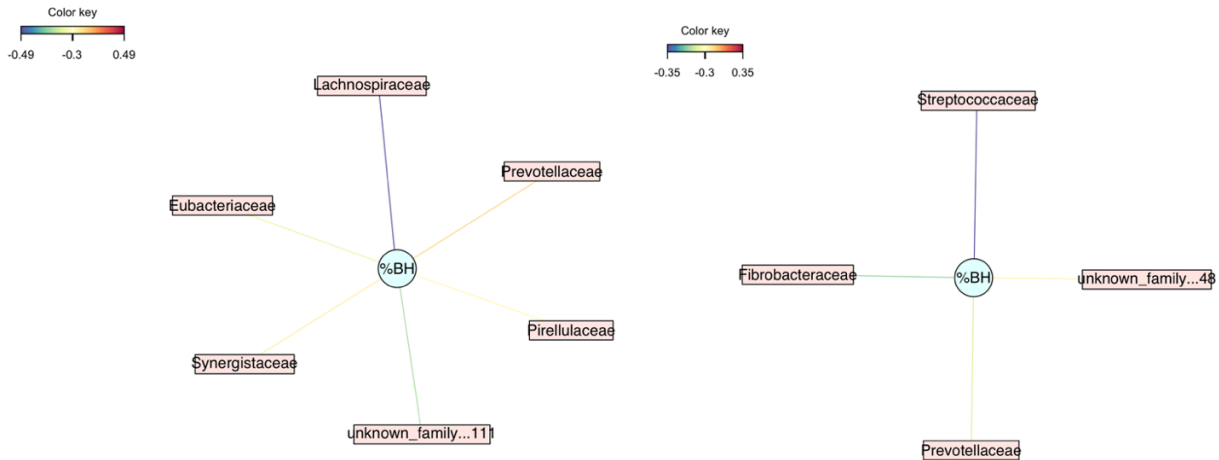 Color key
-0.49 -0.3 0.49
Lachnospiraceae
Prevotellaceae
Eubacteriaceae
%BH
Pirellulaceae
Synergistaceae
unknown_family...111
Color key
-0.35 -0.3 0.35
Streptococcaceae
Fibrobacteraceae
%BH
unknown_family...48
Prevotellaceae